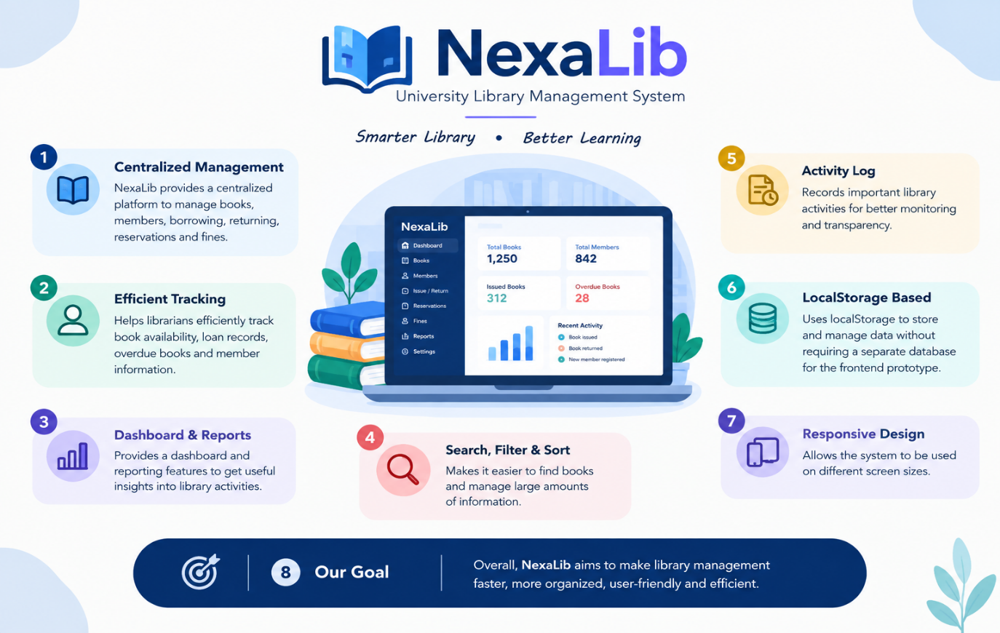 NexaLib
University Library Management System
Smarter Library • Better Learning
1
Centralized Management
NexaLib provides a centralized
platform to manage books,
members, borrowing, returning,
reservations and fines.
2
Efficient Tracking
Helps librarians efficiently track
book availability, loan records,
overdue books and member
information.
3
Dashboard & Reports
Provides a dashboard and
reporting features to get useful
insights into library activities.
NexaLib
Dashboard
Books
Members
Issue / Return
Reservations
Fines
Reports
Settings
Total Books
1,250
Total Members
842
Issued Books
312
Overdue Books
28
Recent Activity
Book issued
Book returned
New member registered
4
Search, Filter & Sort
Makes it easier to find books
and manage large amounts
of information.
5
Activity Log
Records important library
activities for better monitoring
and transparency.
6
LocalStorage Based
Uses localStorage to store
and manage data without
requiring a separate database
for the frontend prototype.
7
Responsive Design
Allows the system to be used
on different screen sizes.
8
Our Goal
Overall, NexaLib aims to make library management
faster, more organized, user-friendly and efficient.